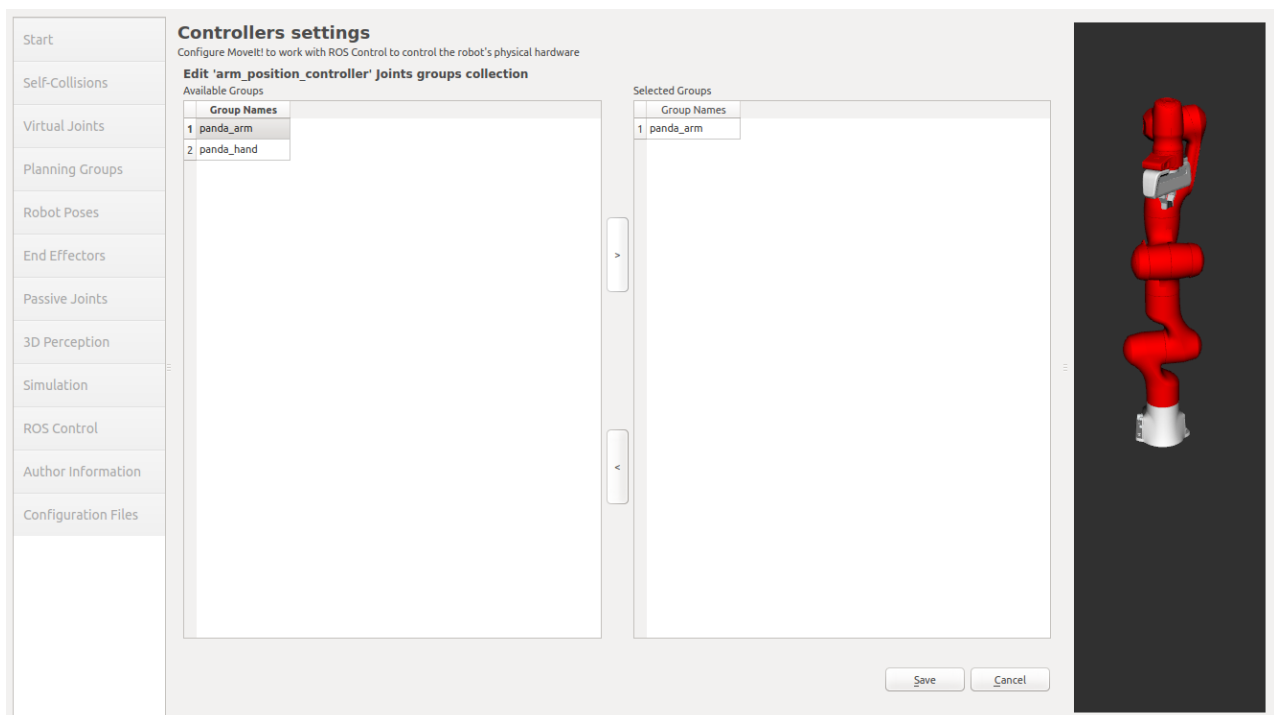 Start
Self-Collisions
Virtual Joints
Planning Groups
Robot Poses
End Effectors
Passive Joints
3D Perception
Simulation
ROS Control
Author Information
Configuration Files
Controllers settings
Configure MoveIt! to work with ROS Control to control the robot's physical hardware
Edit 'arm_position_controller' Joints groups collection
Available Groups
Group Names
1 panda_arm
2 panda_hand
>
<
Selected Groups
Group Names
1 panda_arm
Save
Cancel